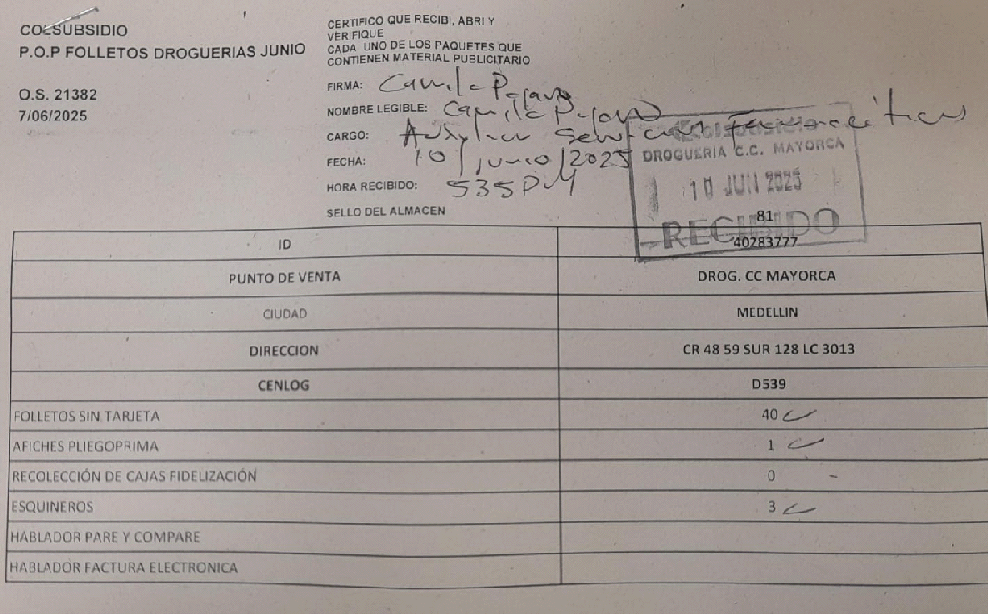 COLSUBSIDIO
P.O.P FOLLETOS DROGUERIAS JUNIO
O.S. 21382
7/06/2025
CERTIFICO QUE RECIBI, ABRI Y
VERFIQUE
CADA UNO DE LOS PAQUETES QUE
CONTIENEN MATERIAL PUBLICITARIO
FIRMA: Camila
NOMBRE LEGIBLE: Camila
CARGO:
FECHA: 10/junio/2025
HORA RECIBIDO: 535 PM
SELLO DEL ALMACEN
DROGUERIA C.C. MAYORCA
10 JUN 2025
RECIBIDO
81
ID 40283777
PUNTO DE VENTA DROG. CC MAYORCA
CIUDAD MEDELLIN
DIRECCION CR 48 59 SUR 128 LC 3013
CENLOG D539
FOLLETOS SIN TARJETA 40
AFICHES PLIEGOPRIMA 1
RECOLECCIÓN DE CAJAS FIDELIZACIÓN 0 -
ESQUINEROS 3
HABLADOR PARE Y COMPARE
HABLADOR FACTURA ELECTRONICA